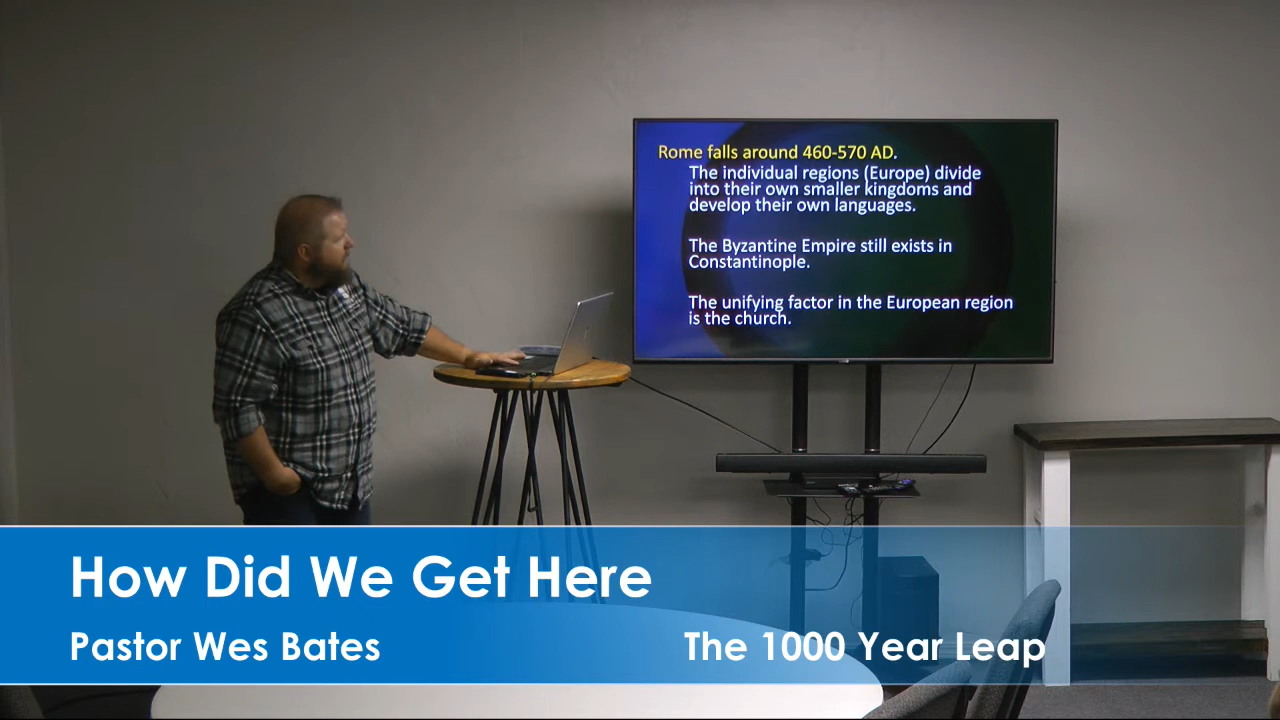 Rome falls around 460-570 AD.
The individual regions (Europe) divide
into their own smaller kingdoms and
develop their own languages.
The Byzantine Empire still exists in
Constantinople.
The unifying factor in the European region
is the church.
How Did We Get Here
Pastor Wes Bates
The 1000 Year Leap